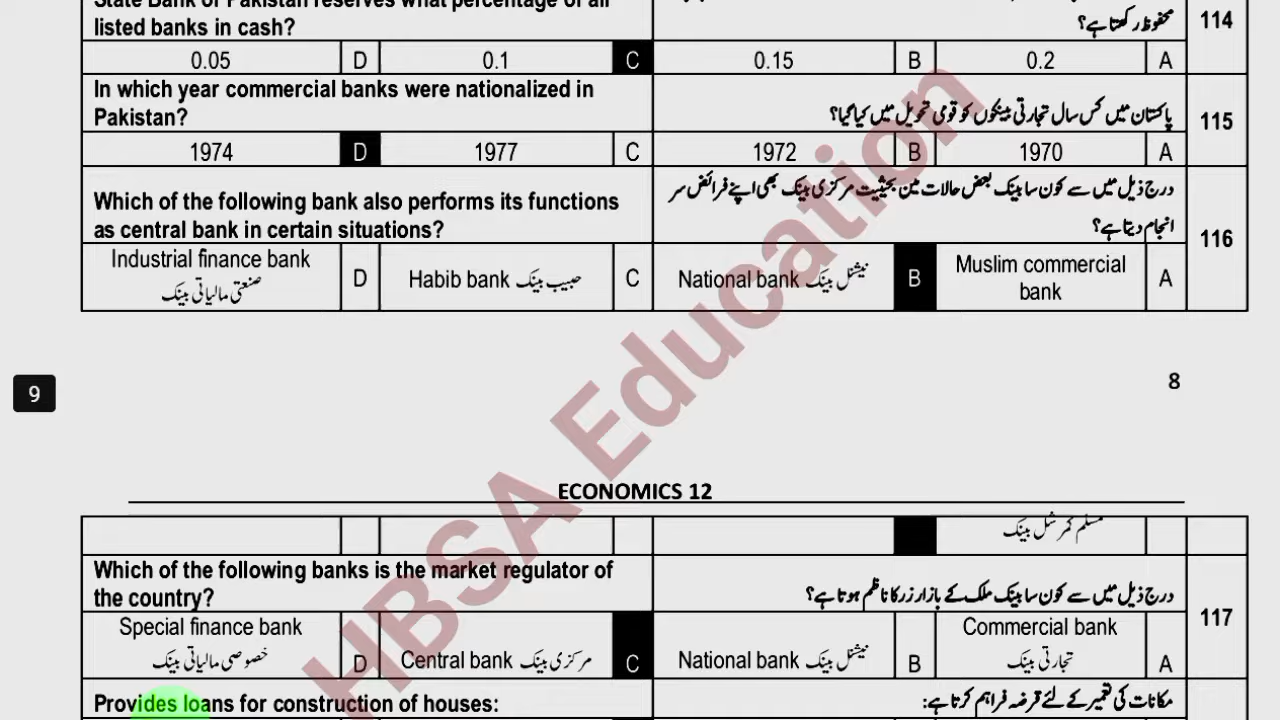 State Bank of Pakistan reserves what percentage of all
listed banks in cash?
محفوظ رکھتا ہے؟
114
0.05 D 0.1 C 0.15 B 0.2 A
In which year commercial banks were nationalized in
Pakistan?
پاکستان میں کس سال تجارتی بینکوں کو قومی تحویل میں کیا گیا؟
115
1974 D 1977 C 1972 B 1970 A
Which of the following bank also performs its functions
as central bank in certain situations?
درج ذیل میں سے کون سا بینک بعض حالات مین بحیثیت مرکزی بینک بھی اپنے فرائض سر
انجام دیتا ہے؟
116
Industrial finance bank
صنعتی مالیاتی بینک
D
Habib bank حبیب بینک
C
National bank نیشنل بینک
B
Muslim commercial
bank
A
8
9
ECONOMICS 12
مسلم کمرشل بینک
Which of the following banks is the market regulator of
the country?
درج ذیل میں سے کون سا بینک ملک کے بازار زر کا ناظم ہوتا ہے؟
117
Special finance bank
خصوصی مالیاتی بینک
D
Central bank مرکزی بینک
C
National bank نیشنل بینک
B
Commercial bank
تجارتی بینک
A
Provides loans for construction of houses:
مکانات کی تعمیر کے لئے قرضہ فراہم کرتا ہے:
HBSA Education